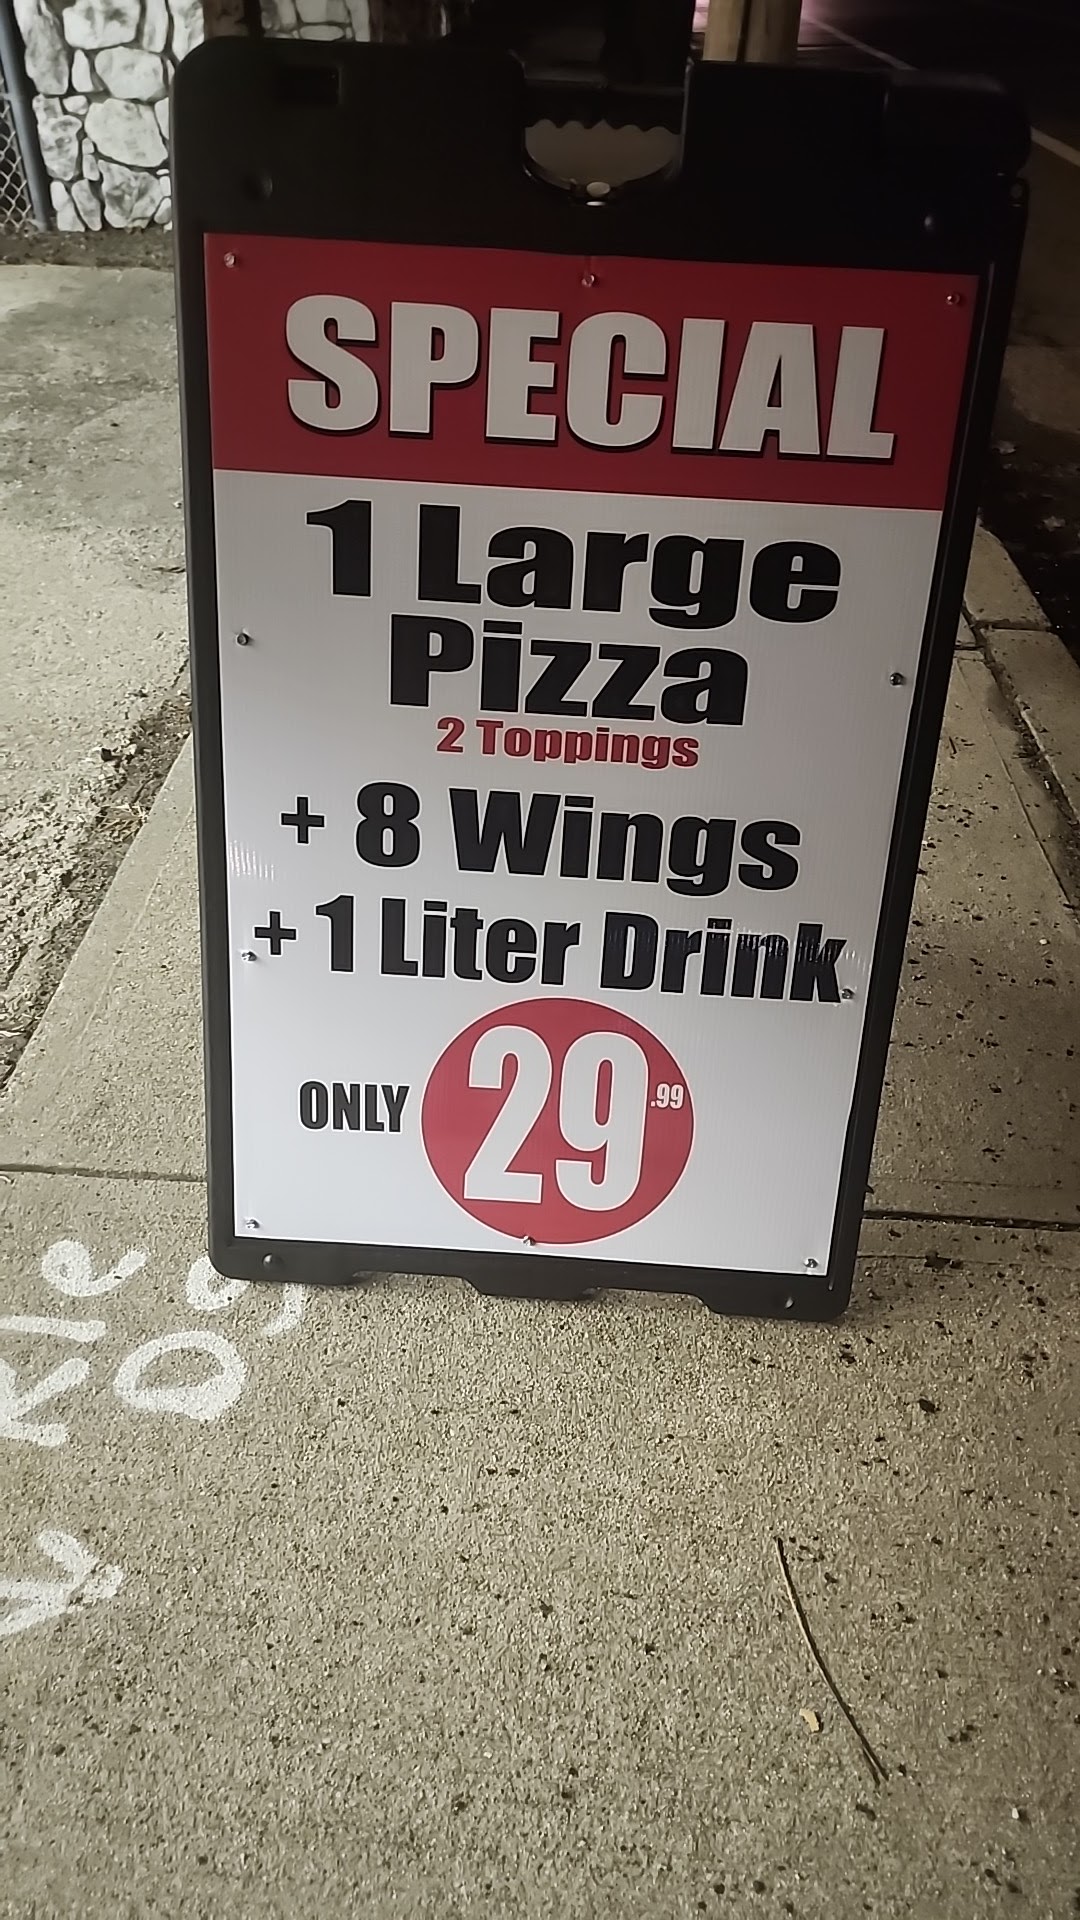 SPECIAL
1 Large
Pizza
2 Toppings
+ 8 Wings
+ 1 Liter Drink
ONLY 29.99